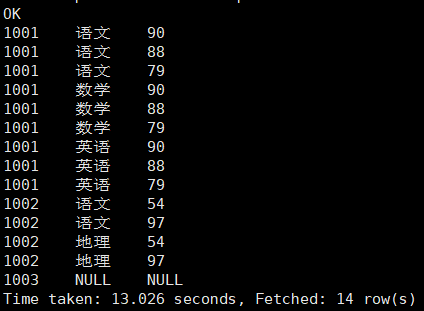 OK
1001 语文 90
1001 语文 88
1001 语文 79
1001 数学 90
1001 数学 88
1001 数学 79
1001 英语 90
1001 英语 88
1001 英语 79
1002 语文 54
1002 语文 97
1002 地理 54
1002 地理 97
1003 NULL NULL
Time taken: 13.026 seconds, Fetched: 14 row(s)